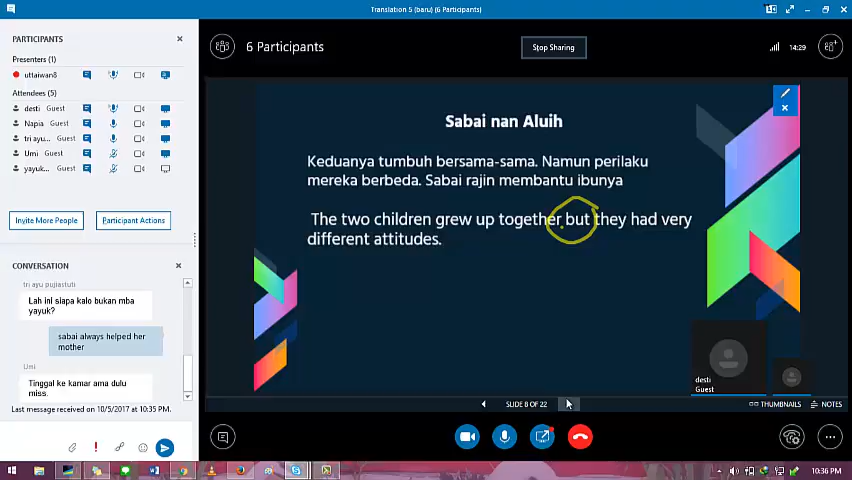 Translation 5 (baru) (6 Participants)
PARTICIPANTS
Presenters (1)
uttaiwan8
Attendees (5)
desti Guest
Napia Guest
tri ayu... Guest
Umi Guest
yayuk... Guest
Invite More People
Participant Actions
CONVERSATION
tri ayu pujiastuti
Lah ini siapa kalo bukan mba
yayuk?
sabai always helped her
mother
Umi
Tinggal ke kamar ama dulu
miss.
Last message received on 10/5/2017 at 10:35 PM.
6 Participants
Stop Sharing
14:29
Sabai nan Aluih
Keduanya tumbuh bersama-sama. Namun perilaku
mereka berbeda. Sabai rajin membantu ibunya
The two children grew up together but they had very
different attitudes.
desti
Guest
SLIDE 8 OF 22
THUMBNAILS
NOTES
10:36 PM